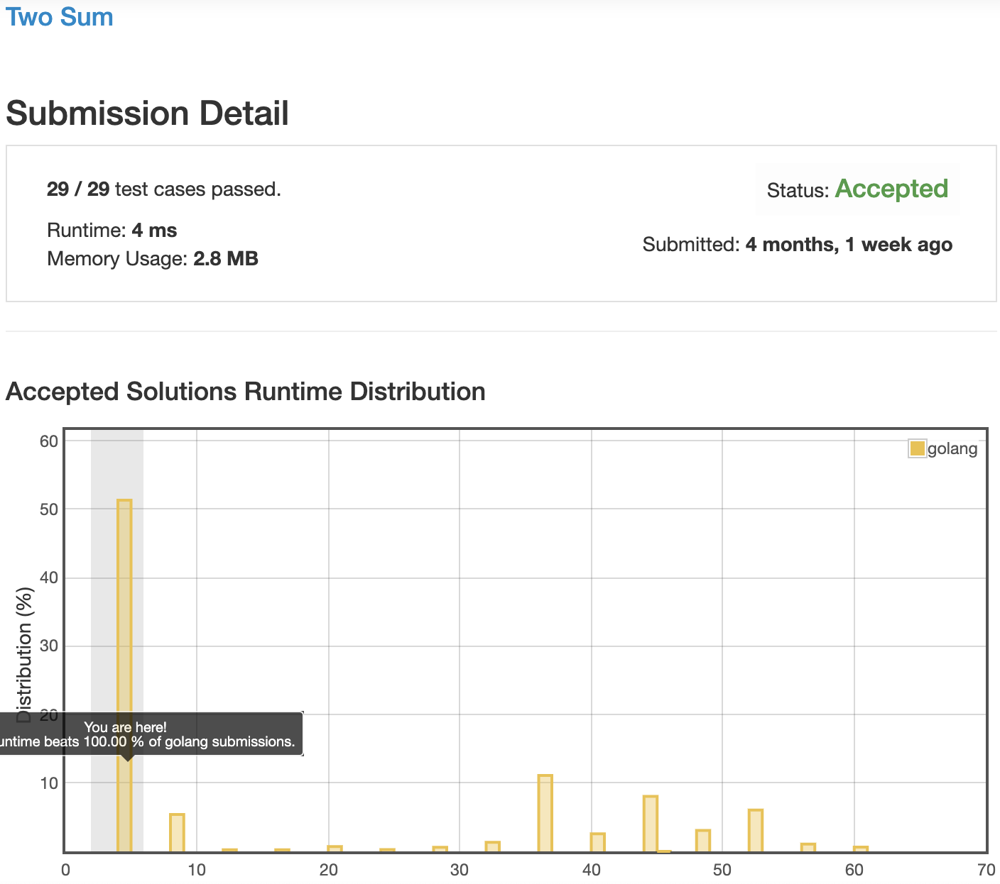 Two Sum
Submission Detail
29 / 29 test cases passed.
Status: Accepted
Runtime: 4 ms
Submitted: 4 months, 1 week ago
Memory Usage: 2.8 MB
Accepted Solutions Runtime Distribution
golang
Distribution (%)
60
50
40
30
20
10
You are here!
untime beats 100.00 % of golang submissions.
0 10 20 30 40 50 60 70